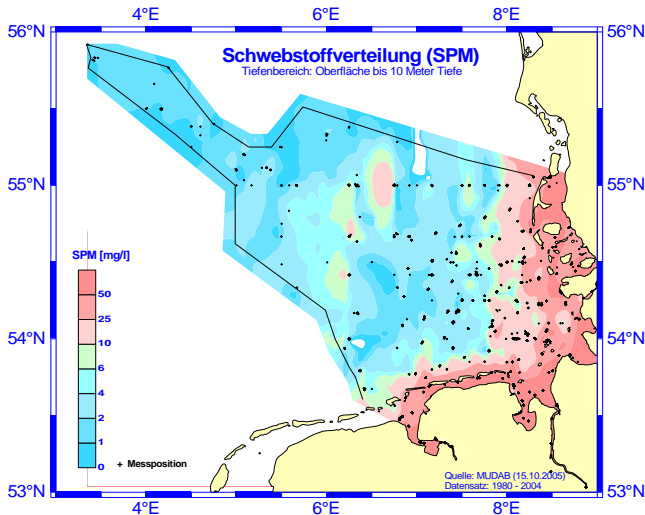 4°E 6°E 8°E
56°N 56°N
Schwebstoffverteilung (SPM)
Tiefenbereich: Oberfläche bis 10 Meter Tiefe
55°N 55°N
SPM [mg/l]
50
25
10
6
4
2
1
0
54°N 54°N
+ Messposition
Quelle: MUDAB (15.10.2005)
Datensatz: 1980 - 2004
53°N 53°N
4°E 6°E 8°E